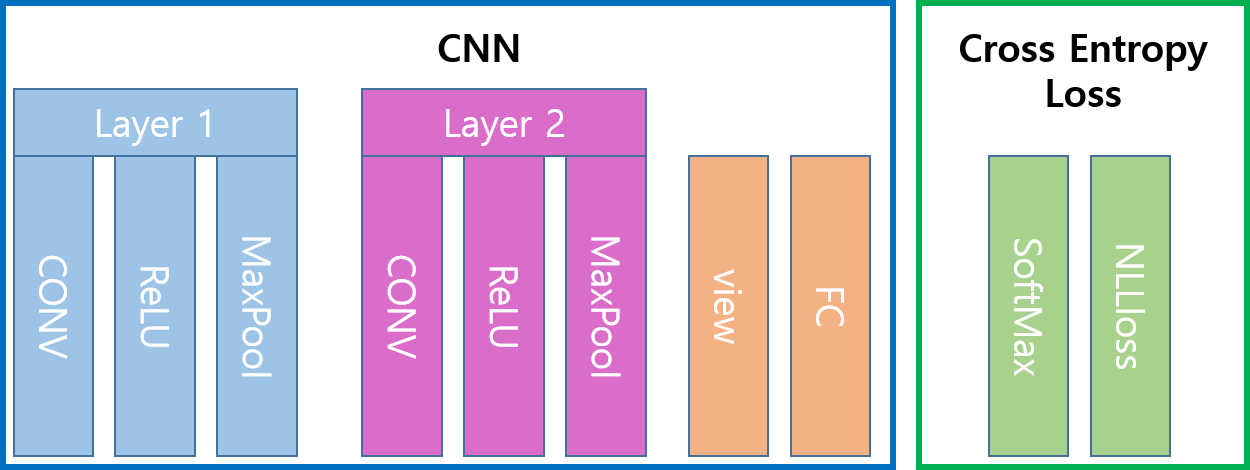 CNN
Layer 1
CONV
ReLU
MaxPool
Layer 2
CONV
ReLU
MaxPool
view
FC
Cross Entropy
Loss
SoftMax
NLLloss